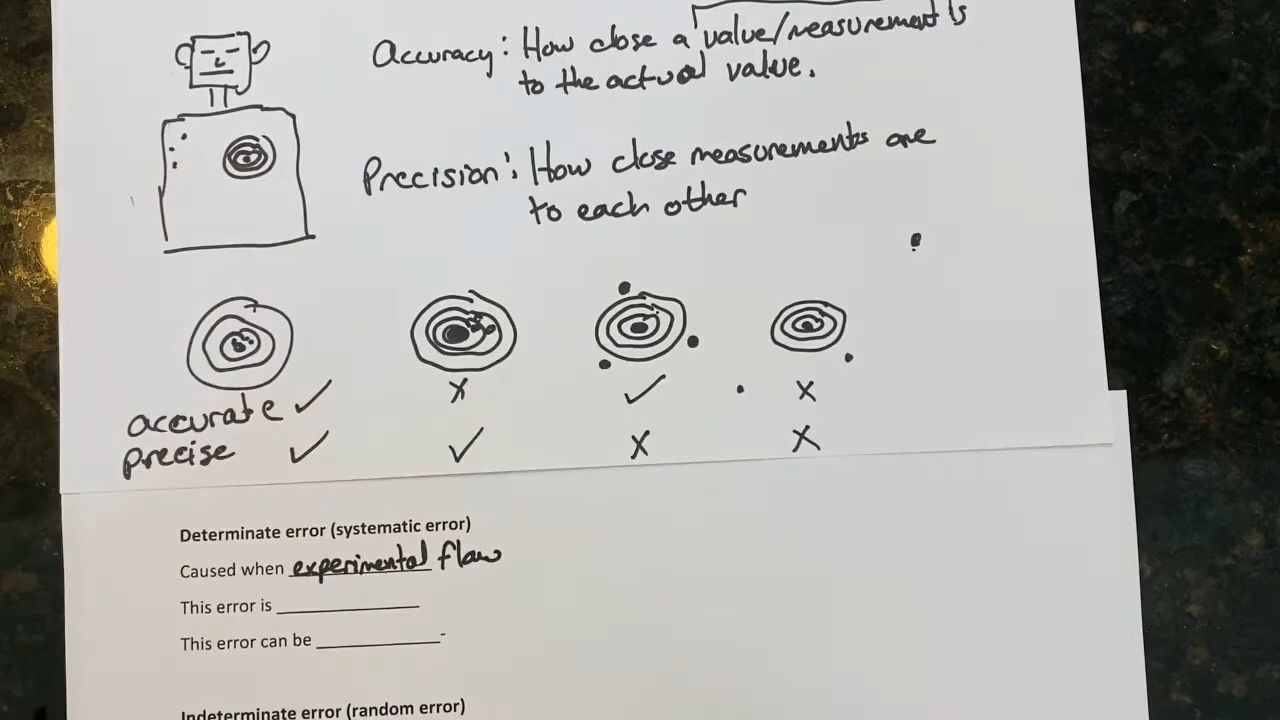 Accuracy: How close a value/measurement is
to the actual value.
Precision: How close measurements are
to each other
accurate ✓ x ✓ x
precise ✓ ✓ x x
Determinate error (systematic error)
Caused when experimental flaw
This error is
This error can be
Indeterminate error (random error)